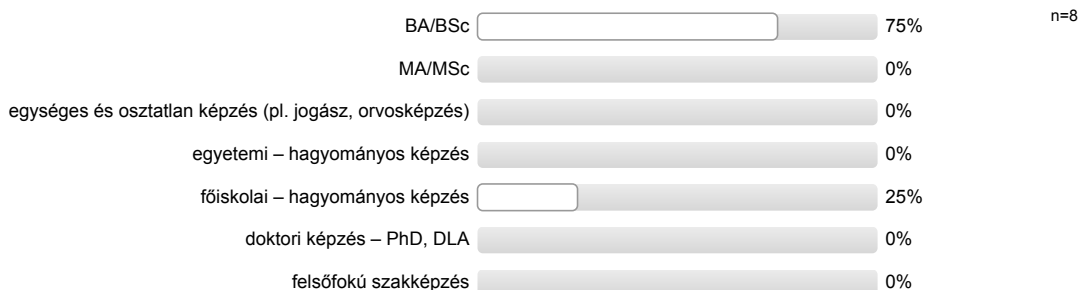 BA/BSc 75% n=8
MA/MSc 0%
egységes és osztatlan képzés (pl. jogász, orvosképzés) 0%
egyetemi – hagyományos képzés 0%
főiskolai – hagyományos képzés 25%
doktori képzés – PhD, DLA 0%
felsőfokú szakképzés 0%